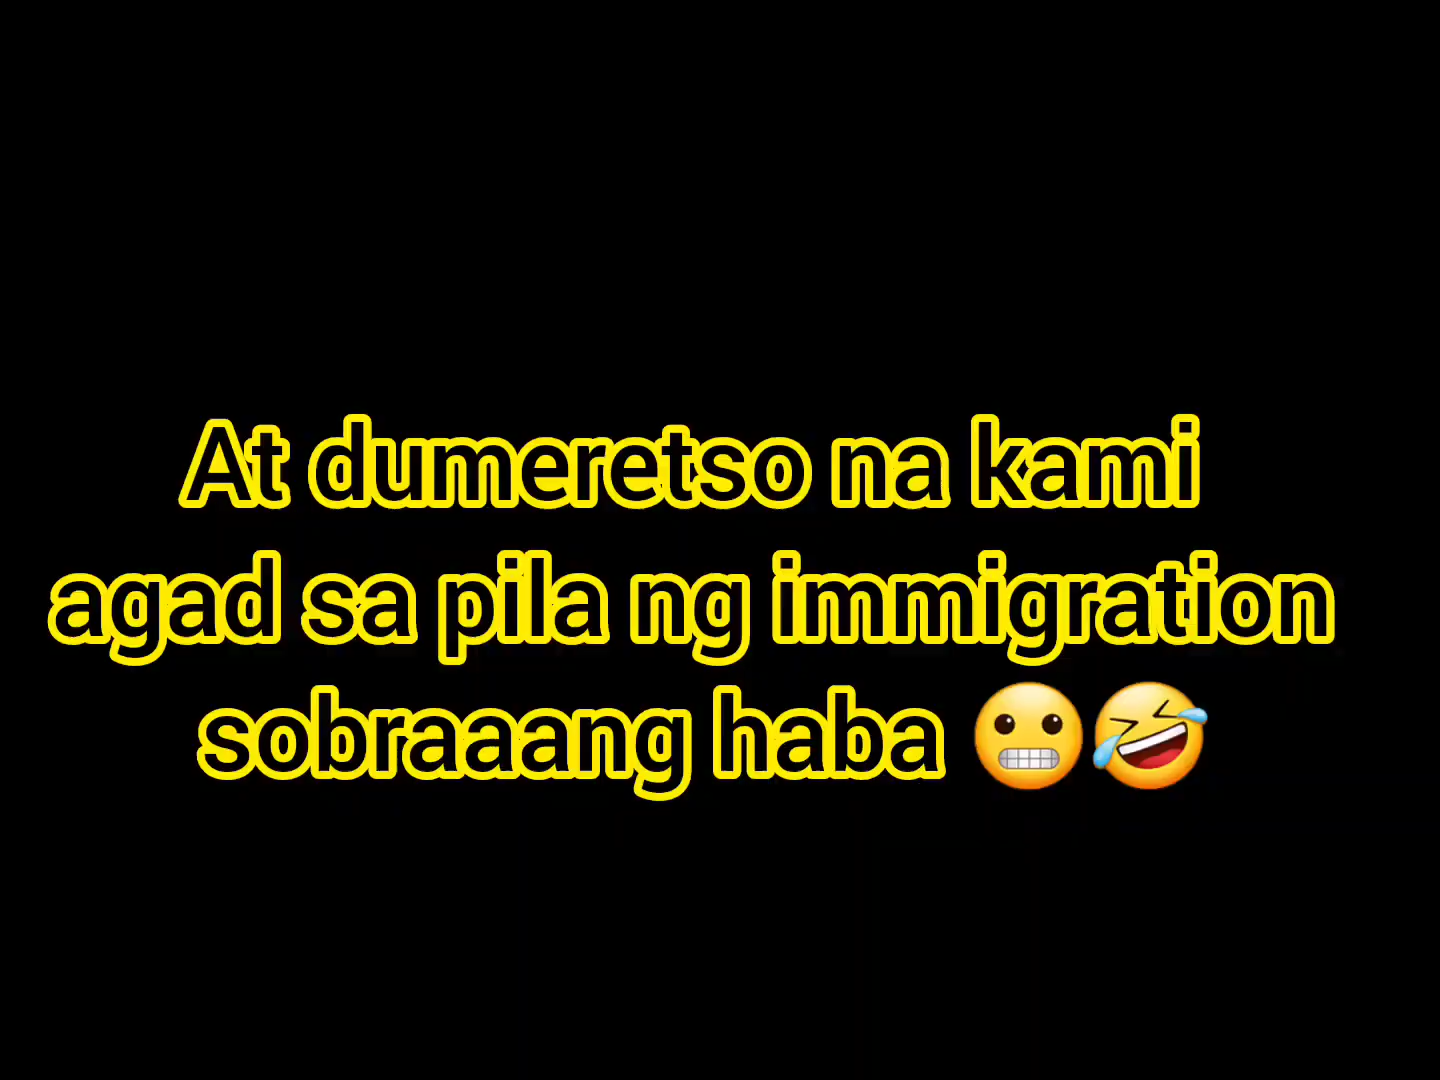 At dumeretso na kami
agad sa pila ng immigration
sobraaang haba 😬🤣